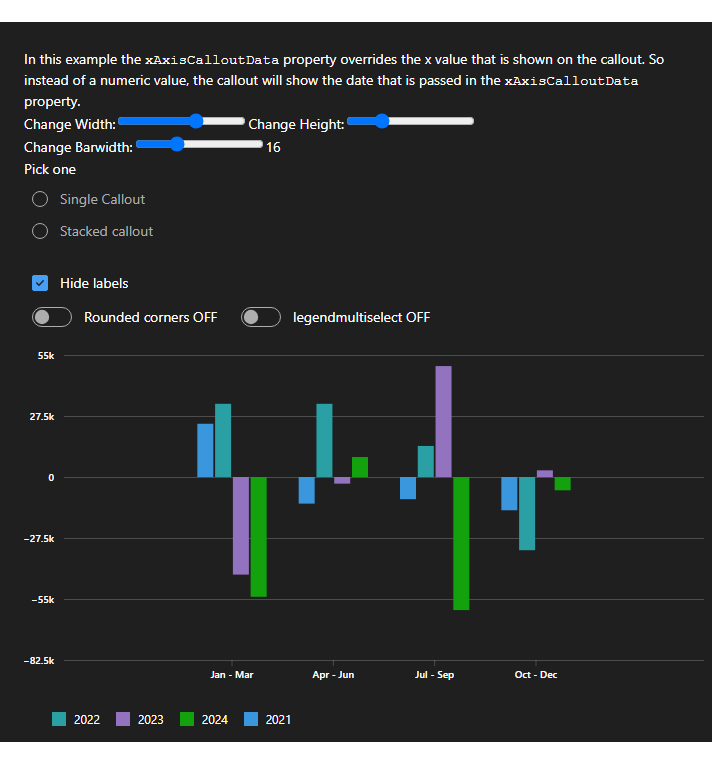 In this example the xAxisCalloutData property overrides the x value that is shown on the callout. So
instead of a numeric value, the callout will show the date that is passed in the xAxisCalloutData
property.
Change Width: Change Height:
Change Barwidth: 16
Pick one
Single Callout
Stacked callout
Hide labels
Rounded corners OFF legendmultiselect OFF
55k
27.5k
0
−27.5k
−55k
−82.5k
Jan - Mar Apr - Jun Jul - Sep Oct - Dec
2022 2023 2024 2021